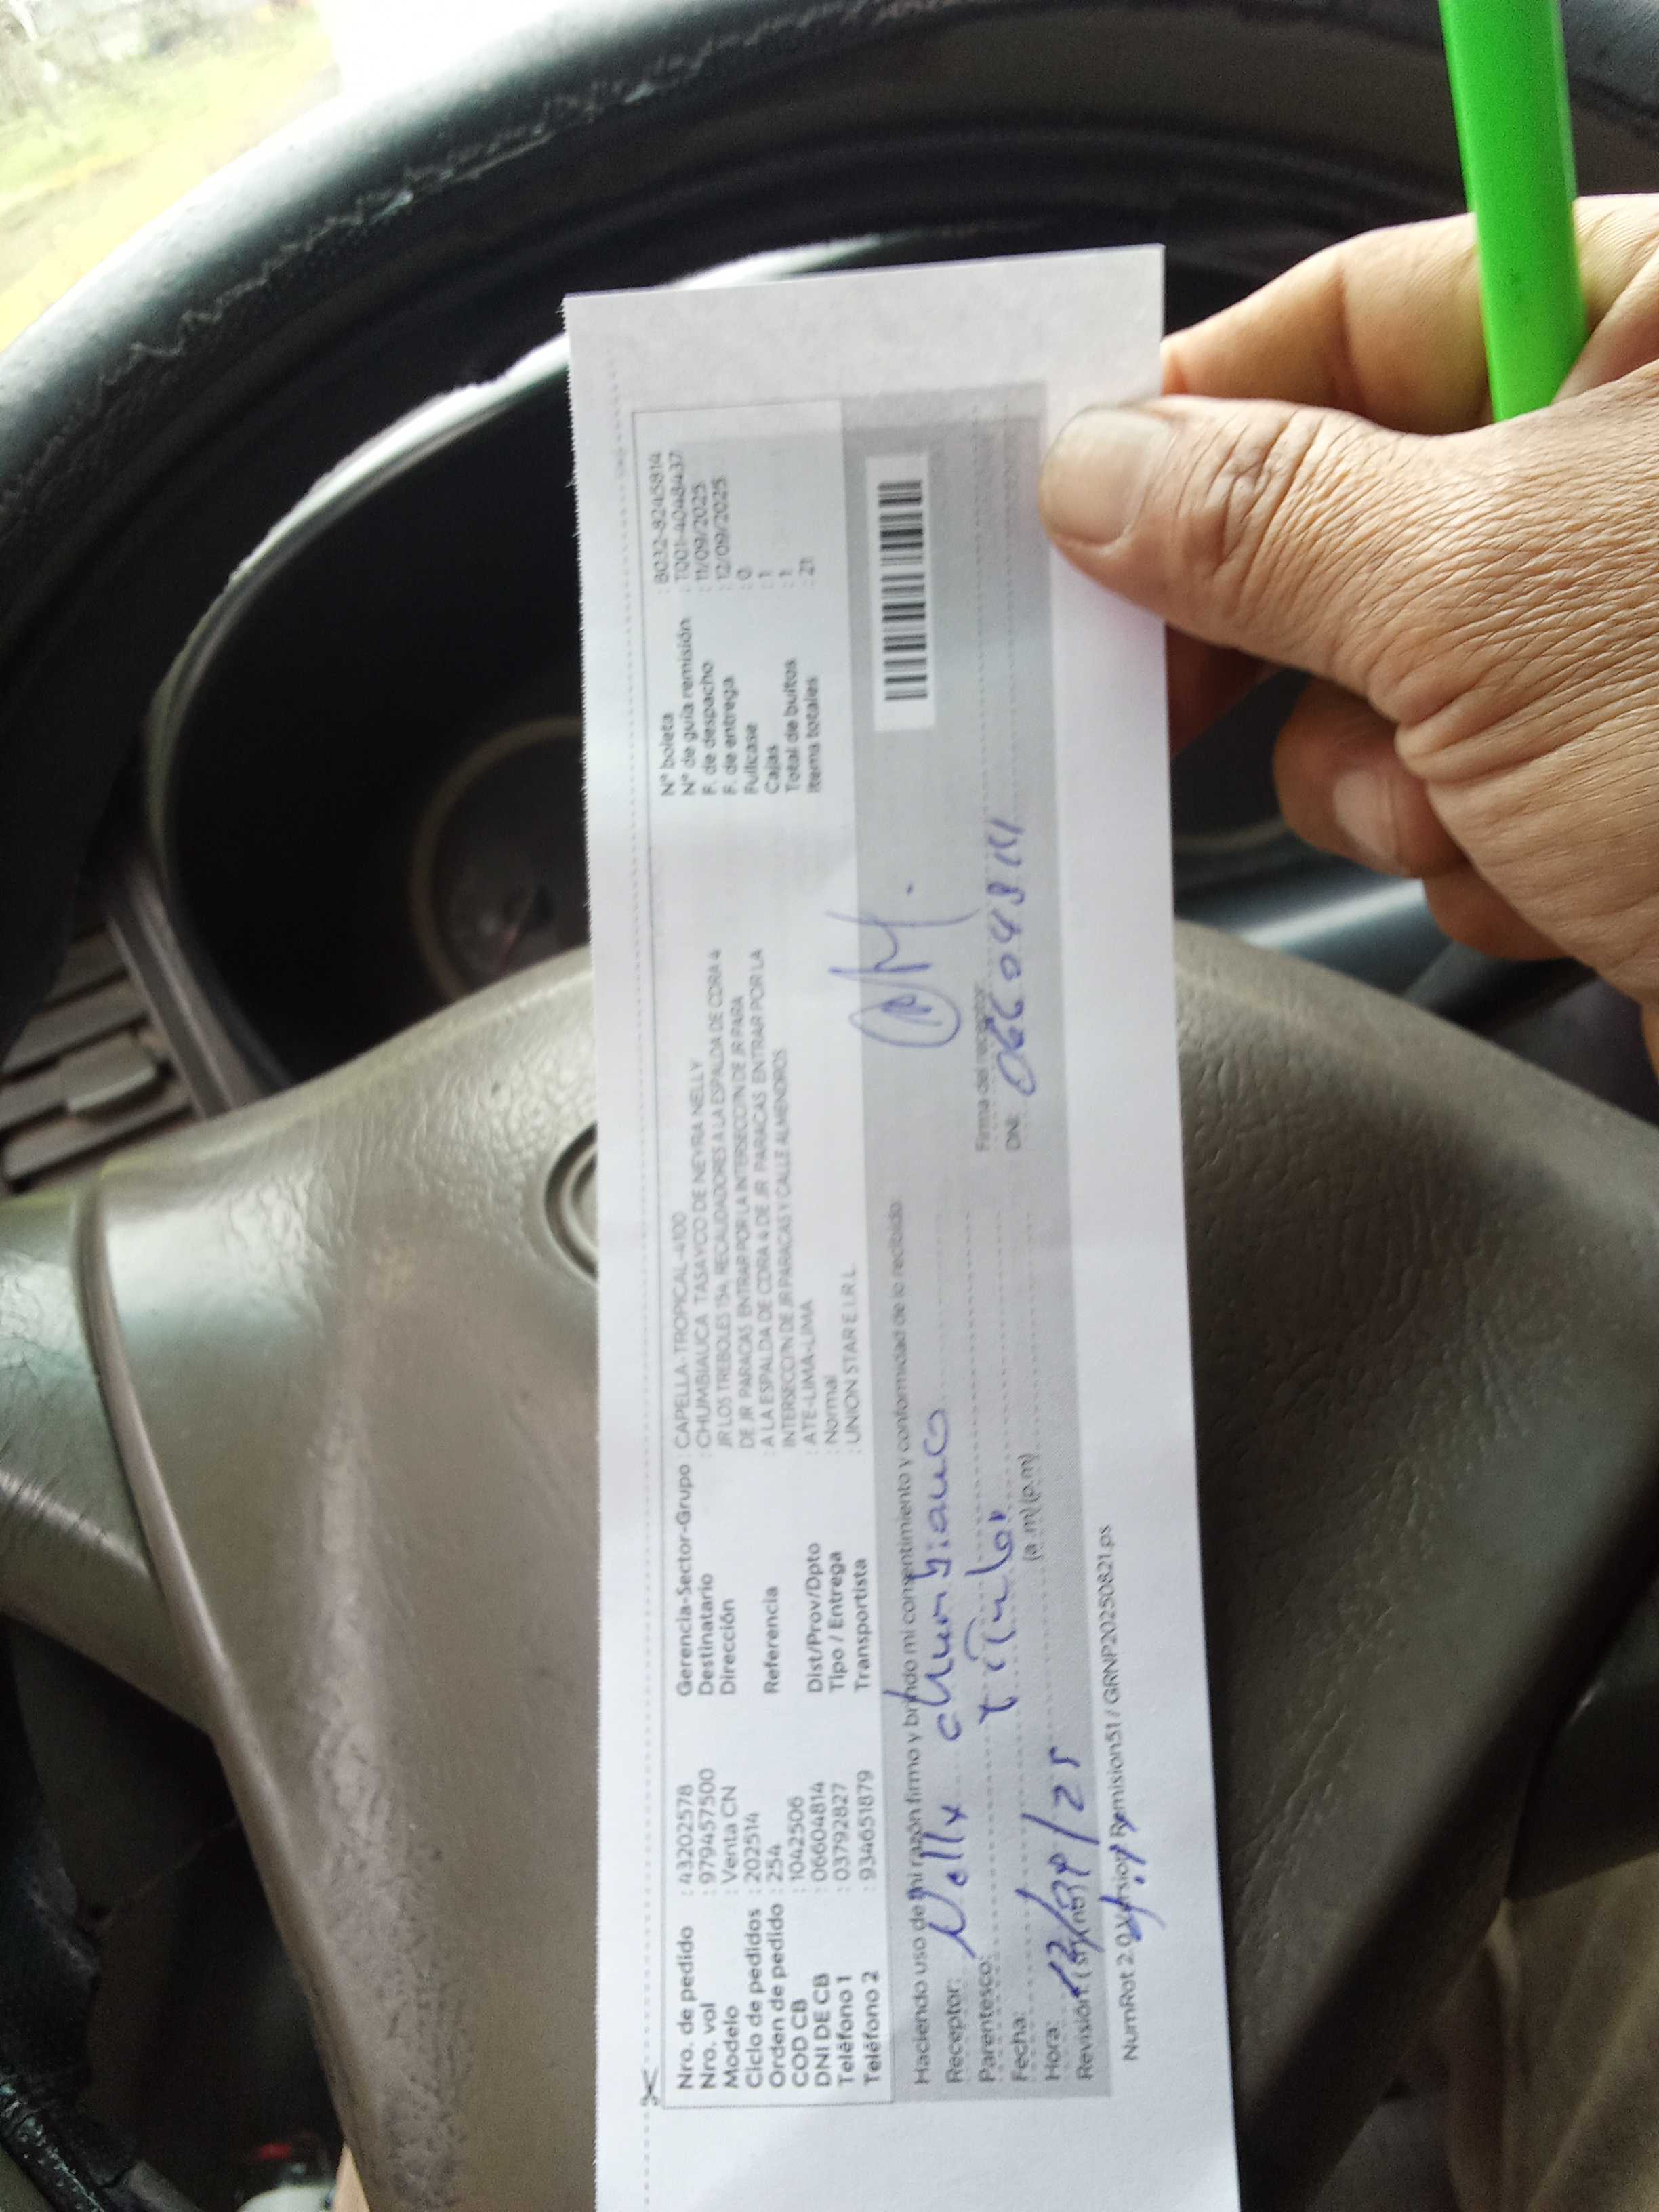 Nro. de pedido : 43202578
Nro. vol : 979457500
Modelo : Venta CN
Ciclo de pedidos : 202514
Orden de pedido : 254
COD CB : 1042506
DNI DE CB : 06604814
Teléfono 1 : 03792827
Teléfono 2 : 934651879
Gerencia-Sector-Grupo CAPELLA-TROPICAL-4100
Destinatario : CHUMBIAUCA TASAYCO DE NEYRA NELLY
Dirección JR LOS TREBOLES 194, RECAUDADORES A LA ESPALDA DE CDRA 4
DE JR PARACAS ENTRAR POR LA INTERSECCIN DE JR PARA
Referencia : A LA ESPALDA DE CDRA 4 DE JR PARACAS ENTRAR POR LA
INTERSECCIN DE JR PARACAS Y CALLE ALMENDROS
Dist/Prov/Dpto : ATE-LIMA-LIMA
Tipo / Entrega : Normal
Transportista : UNION STAR E.I.R.L.
N° boleta : B032-8245814
N° de guía remisión : T001-4048437
F. de despacho : 11/09/2025
F. de entrega : 12/09/2025
Fullcase : 0
Cajas : 1
Total de bultos : 1
Items totales : 21
Haciendo uso de mi razón firmo y brindo mi consentimiento y conformidad de lo recibido
Receptor: Nelly chumbiauca
Parentesco: Titular
Fecha: 12/09/25
Hora: (a .m) (p.m)
Firma del receptor
DNI: 06604814
NumRot 2.0 Version Remision51 / GRNP20250821.ps